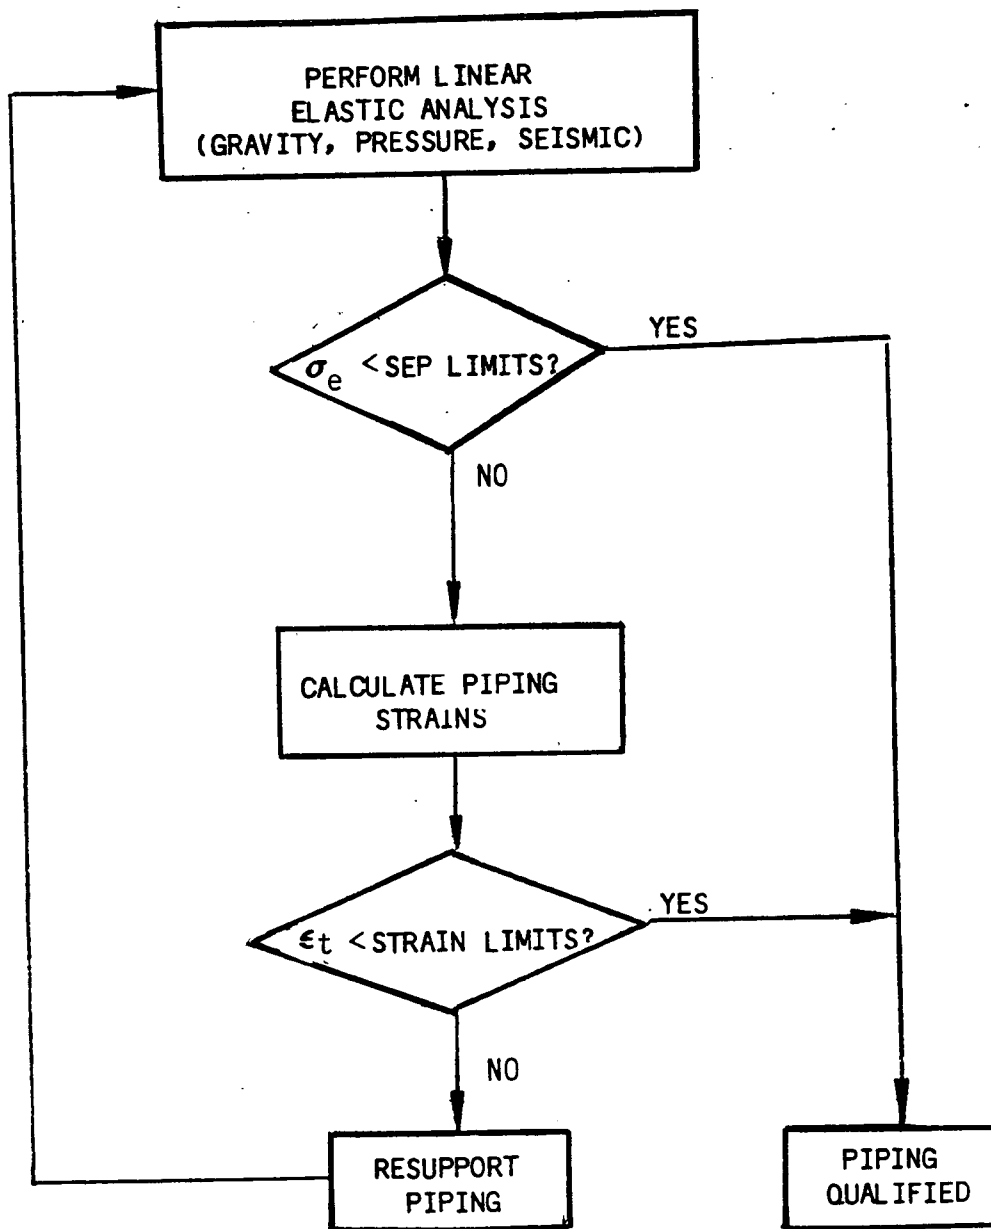 PERFORM LINEAR
ELASTIC ANALYSIS
(GRAVITY, PRESSURE, SEISMIC)
σe < SEP LIMITS?
YES
NO
CALCULATE PIPING
STRAINS
εt < STRAIN LIMITS?
YES
NO
RESUPPORT
PIPING
PIPING
QUALIFIED